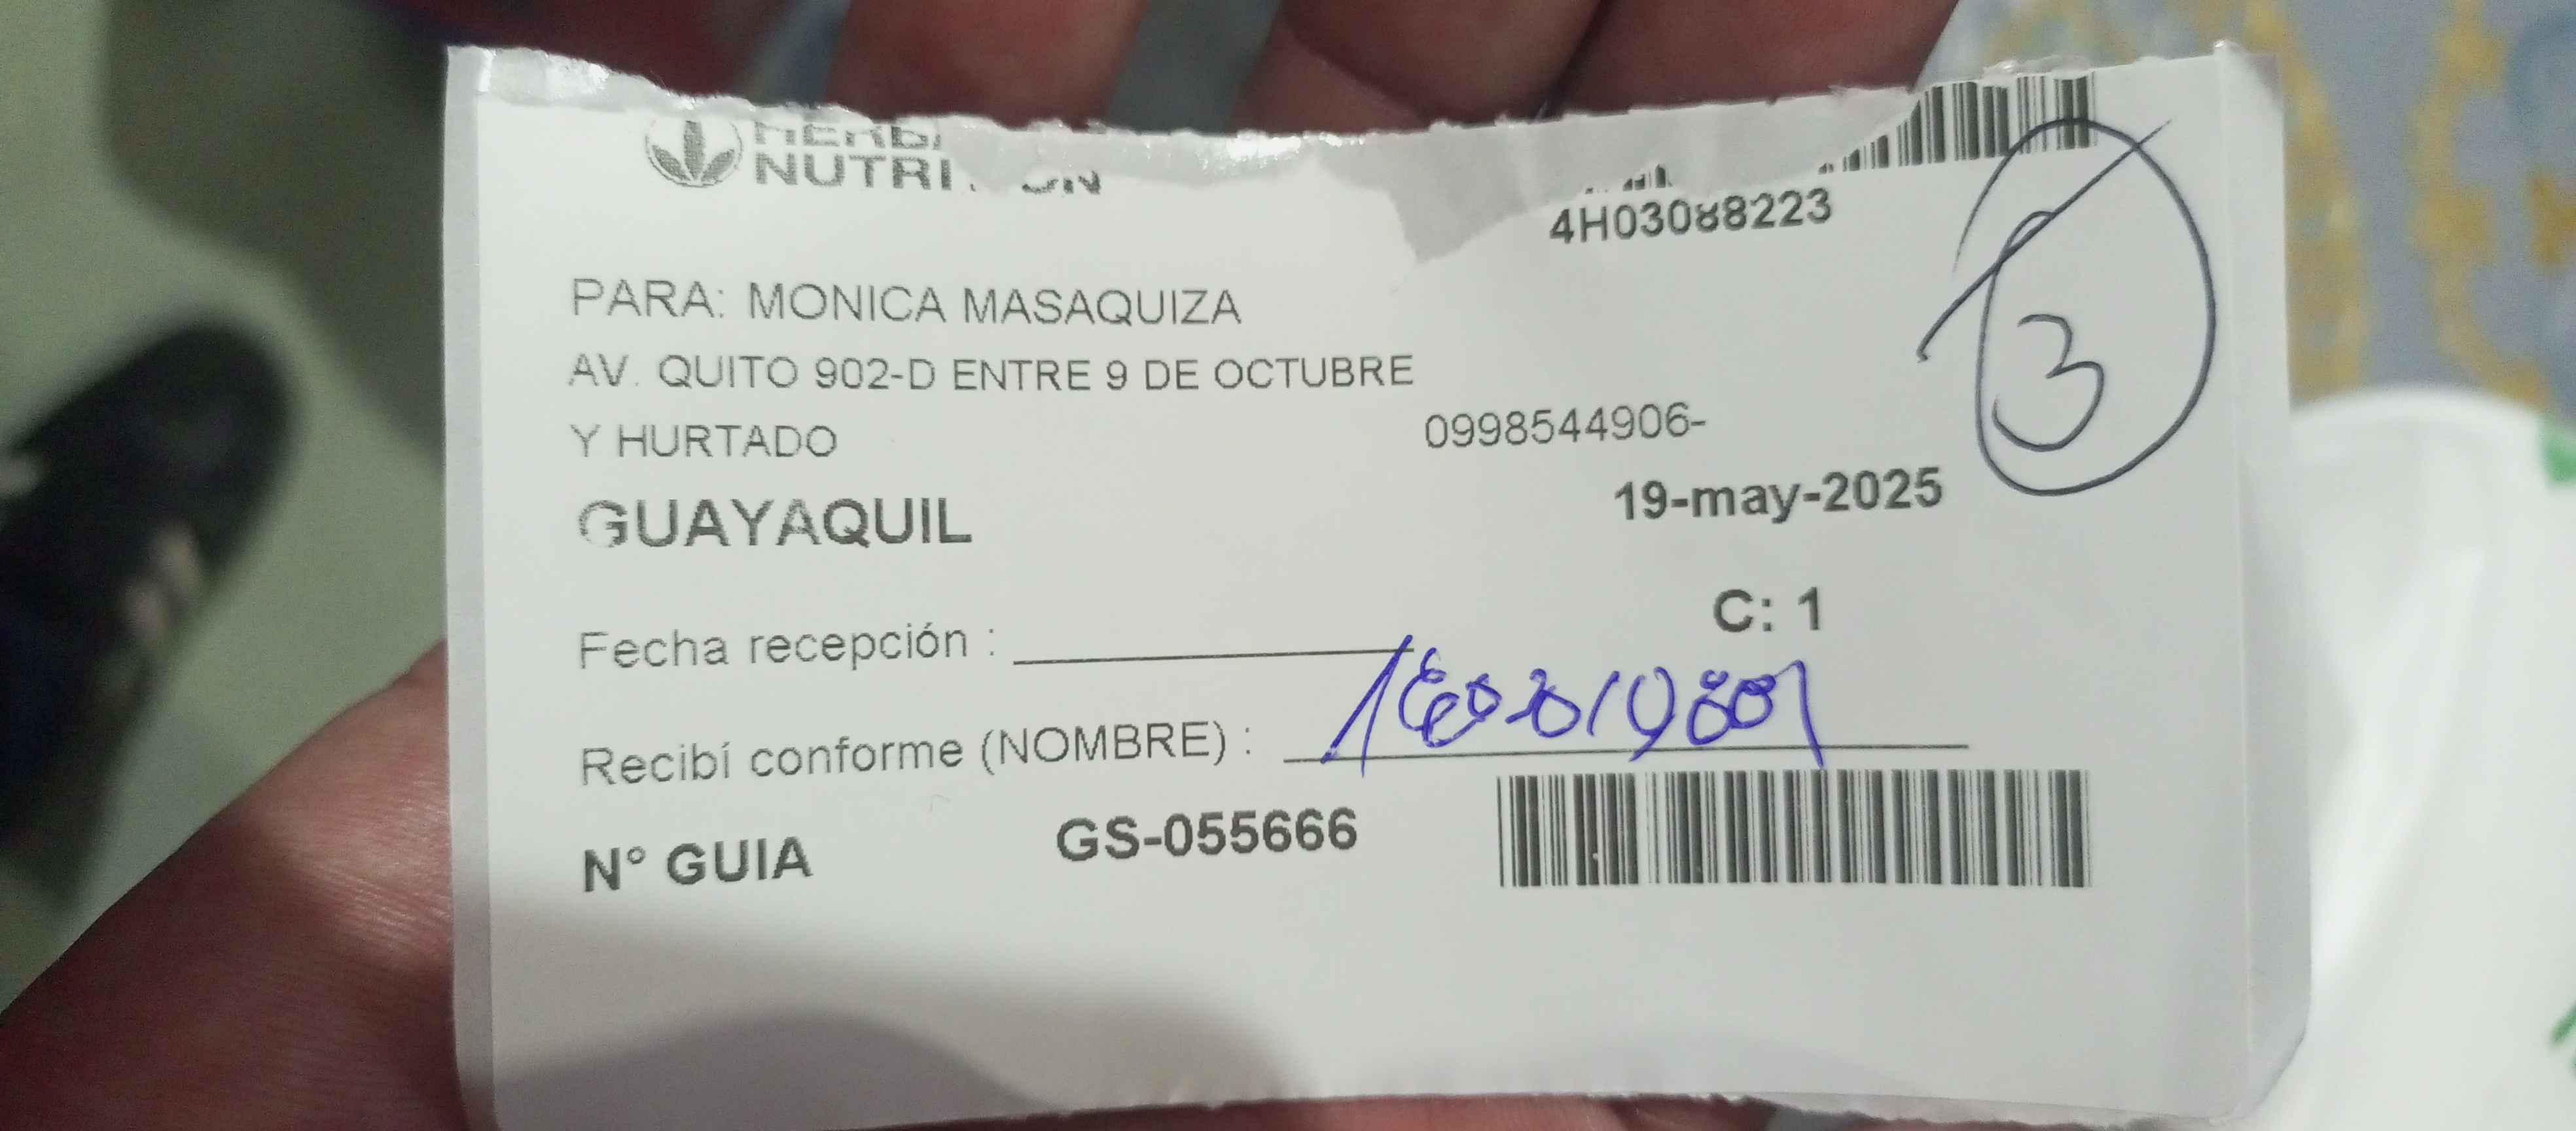 NUTRI
4H03088223
3
PARA: MONICA MASAQUIZA
AV. QUITO 902-D ENTRE 9 DE OCTUBRE
Y HURTADO
0998544906-
GUAYAQUIL
19-may-2025
C: 1
Fecha recepción :
Recibí conforme (NOMBRE) :
N° GUIA GS-055666